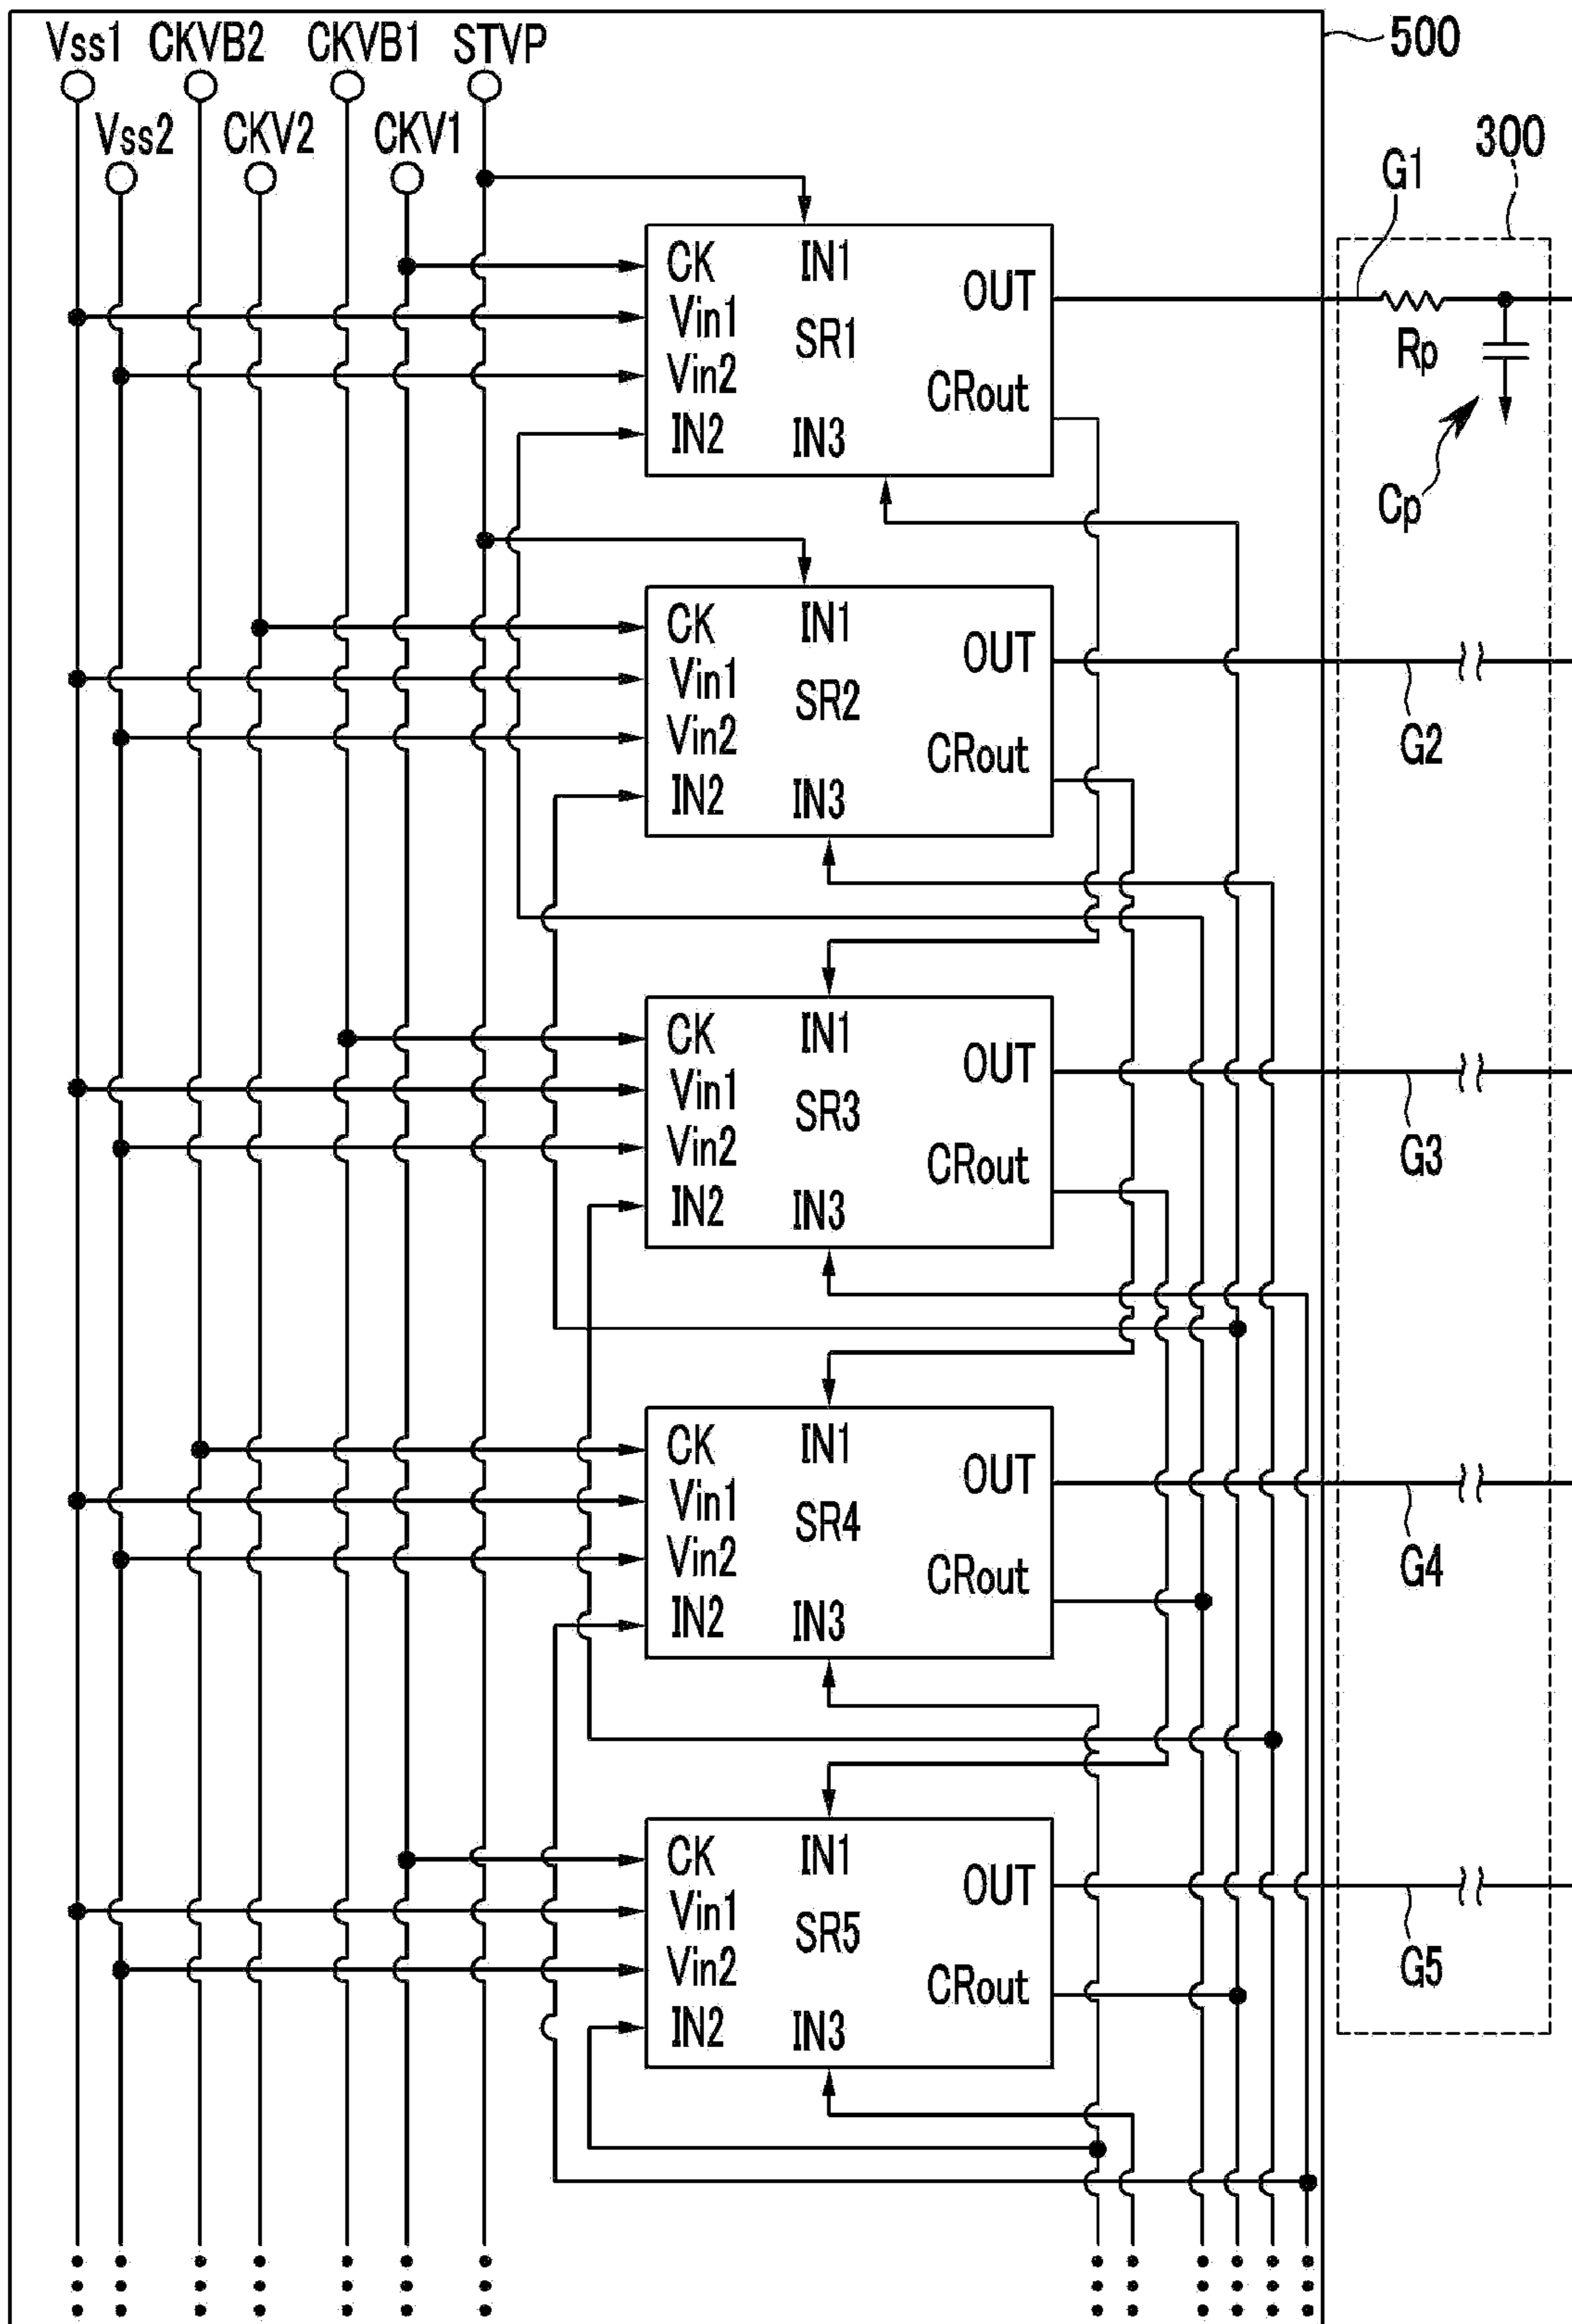 Vss1 CKVB2 CKVB1 STVP
500
Vss2 CKV2 CKV1
300
G1
CK IN1 OUT
Vin1 SR1
Vin2 CRout
IN2 IN3
Rp
Cp
CK IN1 OUT
Vin1 SR2
Vin2 CRout
IN2 IN3
G2
CK IN1 OUT
Vin1 SR3
Vin2 CRout
IN2 IN3
G3
CK IN1 OUT
Vin1 SR4
Vin2 CRout
IN2 IN3
G4
CK IN1 OUT
Vin1 SR5
Vin2 CRout
IN2 IN3
G5